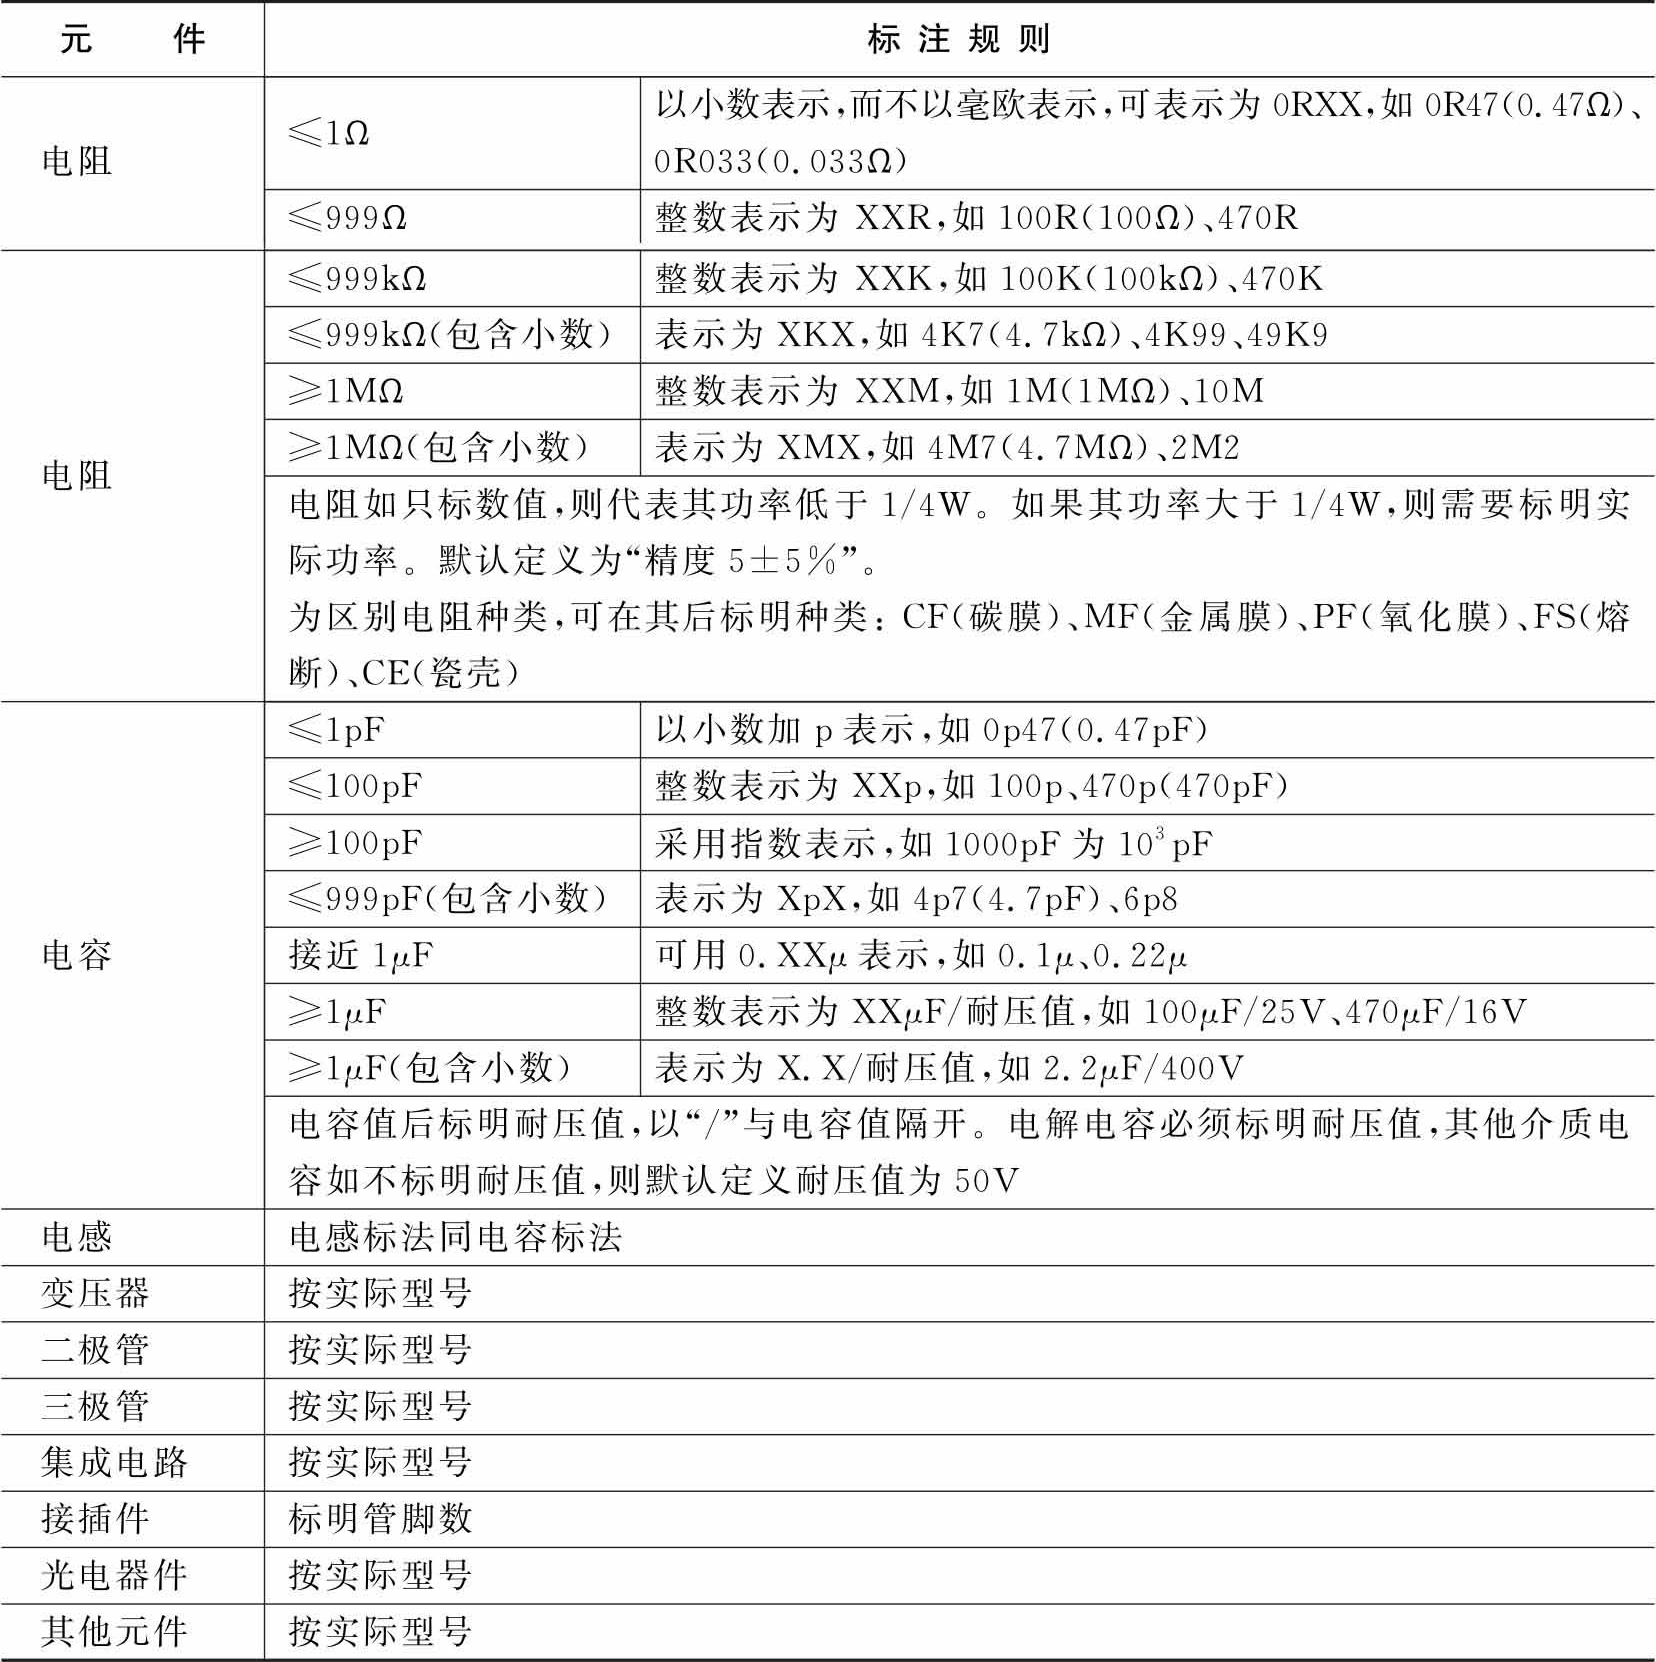 元 件 标注规则
电阻 ≤1Ω 以小数表示,而不以毫欧表示,可表示为 0RXX,如 0R47(0.47Ω)、
0R033(0.033Ω)
≤999Ω 整数表示为 XXR,如 100R(100Ω)、470R
电阻 ≤999kΩ 整数表示为 XXK,如 100K(100kΩ)、470K
≤999kΩ(包含小数) 表示为 XKX,如 4K7(4.7kΩ)、4K99、49K9
≥1MΩ 整数表示为 XXM,如 1M(1MΩ)、10M
≥1MΩ(包含小数) 表示为 XMX,如 4M7(4.7MΩ)、2M2
电阻如只标数值,则代表其功率低于 1/4W。如果其功率大于 1/4W,则需要标明实
际功率。默认定义为“精度 5±5%”。
为区别电阻种类,可在其后标明种类: CF(碳膜)、MF(金属膜)、PF(氧化膜)、FS(熔
断)、CE(瓷壳)
电容 ≤1pF 以小数加 p 表示,如 0p47(0.47pF)
≤100pF 整数表示为 XXp,如 100p、470p(470pF)
≥100pF 采用指数表示,如 1000pF 为 10³pF
≤999pF(包含小数) 表示为 XpX,如 4p7(4.7pF)、6p8
接近 1μF 可用 0.XXμ 表示,如 0.1μ、0.22μ
≥1μF 整数表示为 XXμF/耐压值,如 100μF/25V、470μF/16V
≥1μF(包含小数) 表示为 X.X/耐压值,如 2.2μF/400V
电容值后标明耐压值,以“/”与电容值隔开。电解电容必须标明耐压值,其他介质电
容如不标明耐压值,则默认定义耐压值为 50V
电感 电感标法同电容标法
变压器 按实际型号
二极管 按实际型号
三极管 按实际型号
集成电路 按实际型号
接插件 标明管脚数
光电器件 按实际型号
其他元件 按实际型号